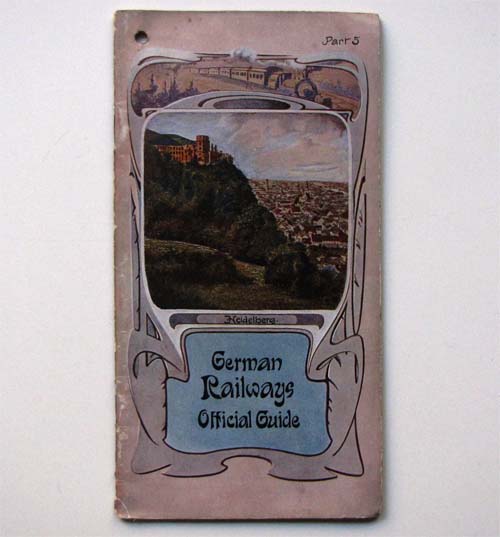 Part 5
Heidelberg.
German
Railways
Official Guide